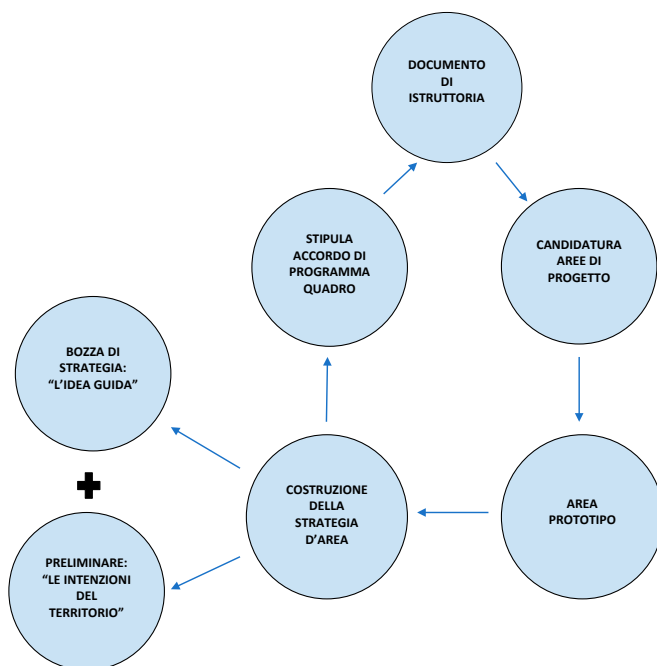 DOCUMENTO
DI
ISTRUTTORIA
STIPULA
ACCORDO DI
PROGRAMMA
QUADRO
CANDIDATURA
AREE DI
PROGETTO
BOZZA DI
STRATEGIA:
“L’IDEA GUIDA”
COSTRUZIONE
DELLA
STRATEGIA
D’AREA
AREA
PROTOTIPO
PRELIMINARE:
“LE INTENZIONI
DEL
TERRITORIO”